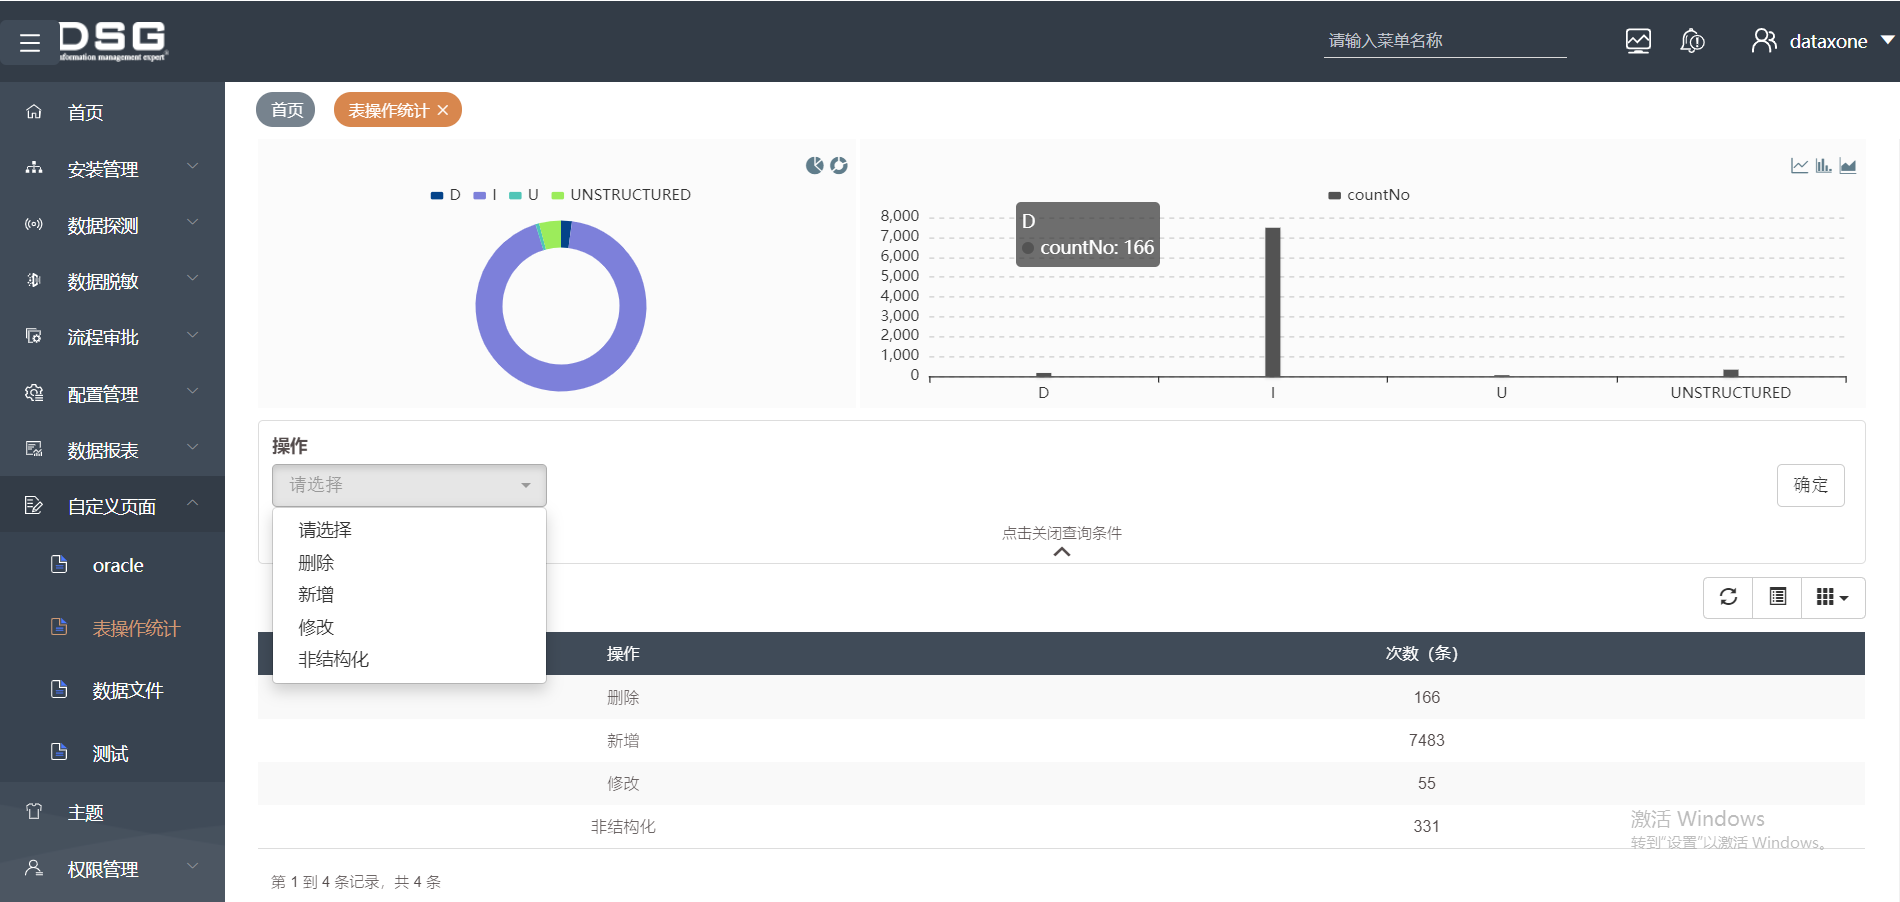 DSG
nformation management expert
请输入菜单名称
dataxone
首页
安装管理
数据探测
数据脱敏
流程审批
配置管理
数据报表
自定义页面
oracle
表操作统计
数据文件
测试
主题
权限管理
首页
表操作统计 ×
D I U UNSTRUCTURED
countNo
8,000
7,000
6,000
5,000
4,000
3,000
2,000
1,000
0
D
countNo: 166
D I U UNSTRUCTURED
操作
请选择
确定
请选择
删除
新增
修改
非结构化
点击关闭查询条件
操作 次数（条）
删除 166
新增 7483
修改 55
非结构化 331
第 1 到 4 条记录，共 4 条
激活 Windows
转到“设置”以激活 Windows。